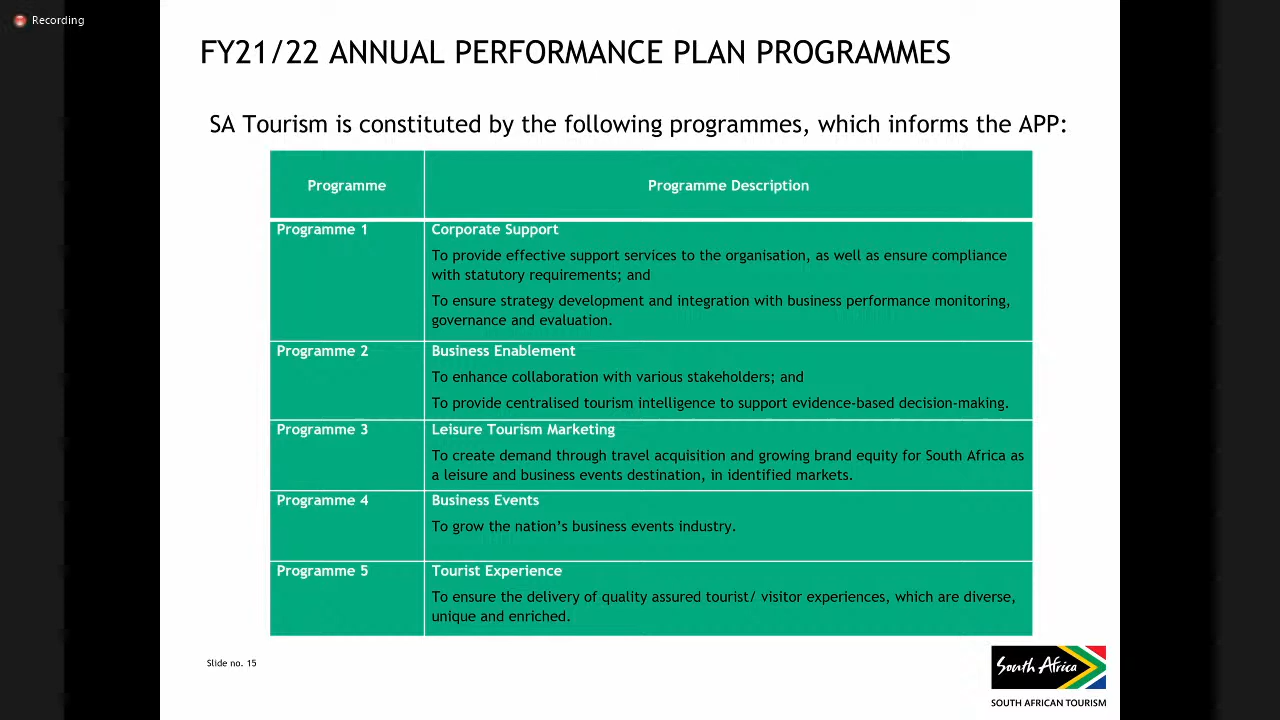 Recording
FY21/22 ANNUAL PERFORMANCE PLAN PROGRAMMES
SA Tourism is constituted by the following programmes, which informs the APP:
Programme
Programme Description
Programme 1
Corporate Support
To provide effective support services to the organisation, as well as ensure compliance
with statutory requirements; and
To ensure strategy development and integration with business performance monitoring,
governance and evaluation.
Programme 2
Business Enablement
To enhance collaboration with various stakeholders; and
To provide centralised tourism intelligence to support evidence-based decision-making.
Programme 3
Leisure Tourism Marketing
To create demand through travel acquisition and growing brand equity for South Africa as
a leisure and business events destination, in identified markets.
Programme 4
Business Events
To grow the nation’s business events industry.
Programme 5
Tourist Experience
To ensure the delivery of quality assured tourist/ visitor experiences, which are diverse,
unique and enriched.
Slide no. 15
South Africa
SOUTH AFRICAN TOURISM